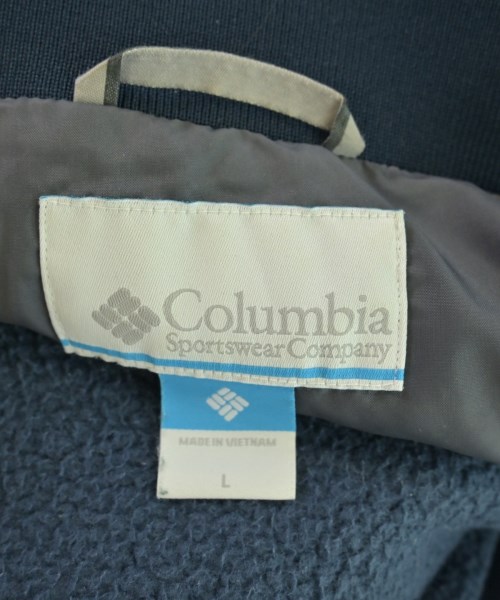 Columbia
Sportswear Company
MADE IN VIETNAM
L